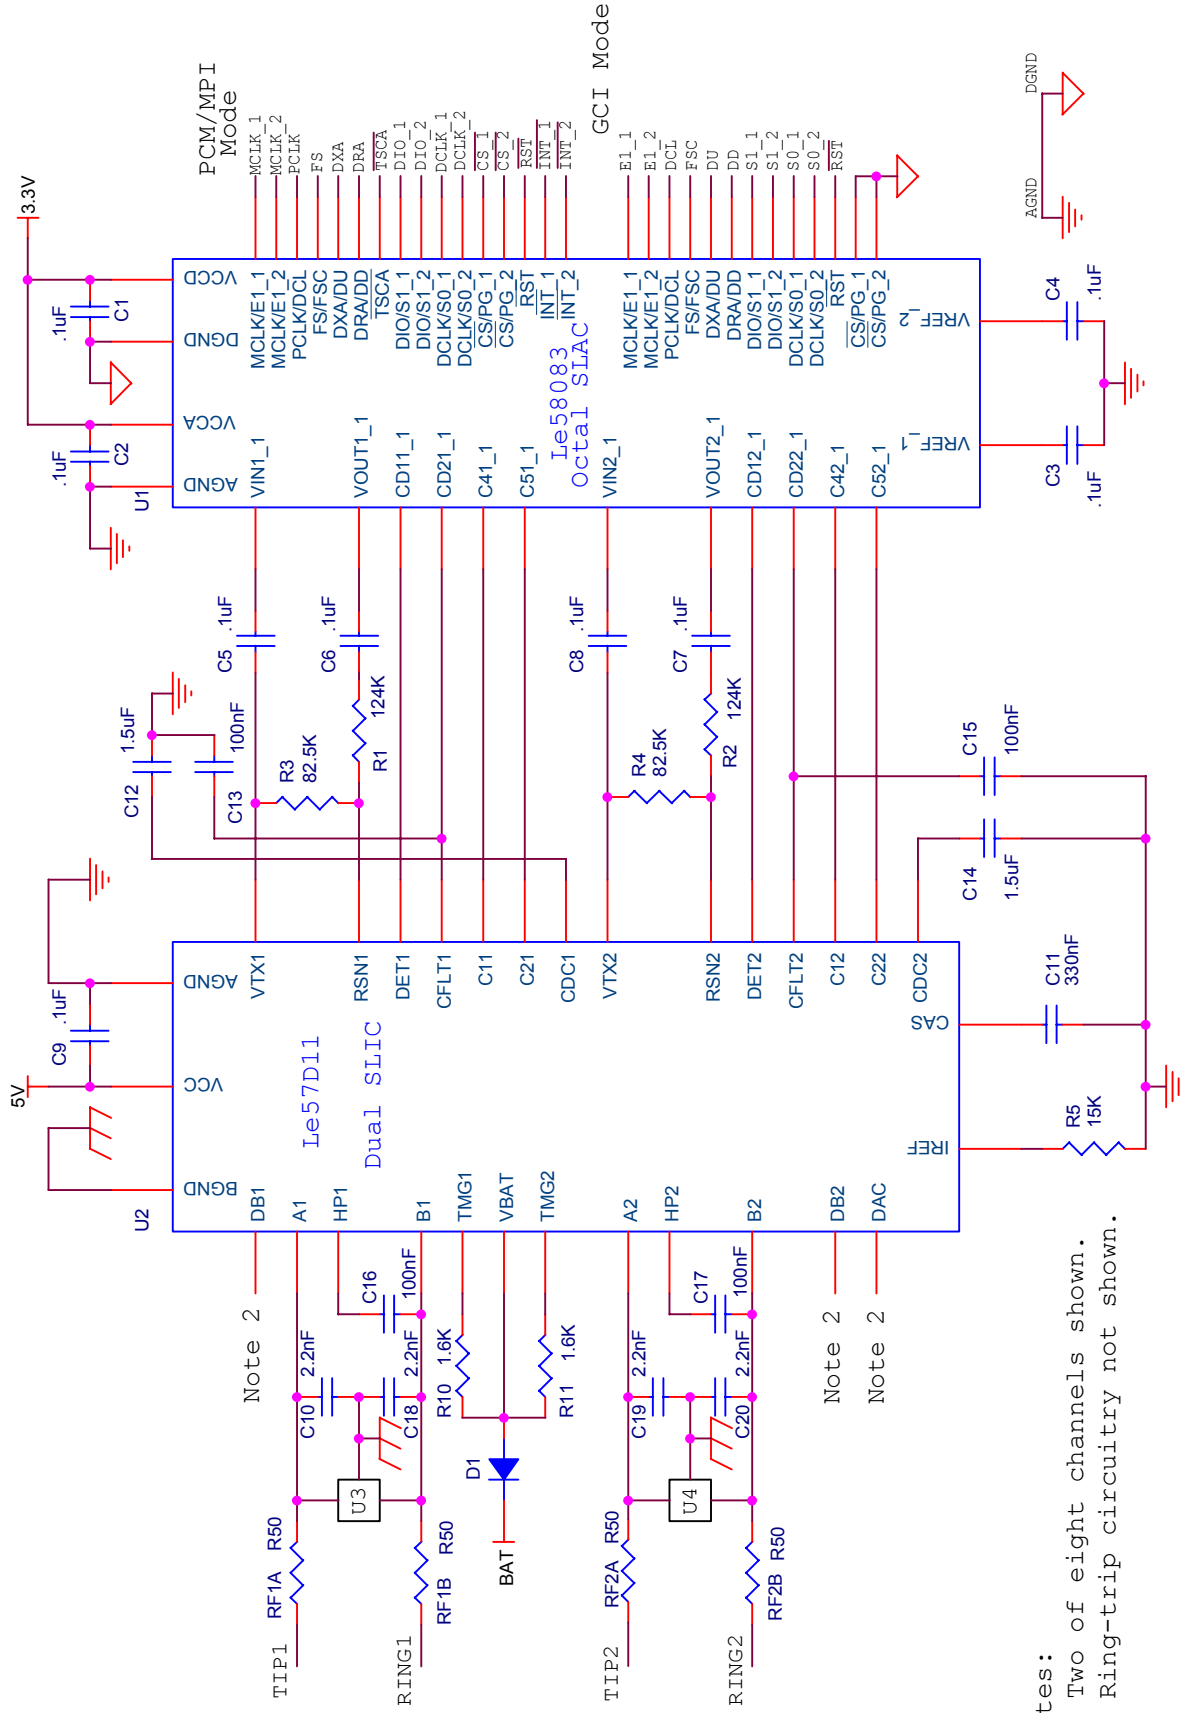 PCM/MPI
Mode
GCI Mode
3.3V
VCCD
DGND
VCCA
AGND
.1uF
C1
.1uF
C2
U1
MCLK_1
MCLK_2
PCLK
FS
DXA
DRA
TSCA
DIO_1
DIO_2
DCLK_1
DCLK_2
CS_1
CS_2
RST
INT_1
INT_2
E1_1
E1_2
DCL
FSC
DU
DD
S1_1
S1_2
S0_1
S0_2
RST
MCLK/E1_1
MCLK/E1_2
PCLK/DCL
FS/FSC
DXA/DU
DRA/DD
TSCA
DIO/S1_1
DIO/S1_2
DCLK/S0_1
DCLK/S0_2
CS/PG_1
CS/PG_2
RST
INT_1
INT_2
MCLK/E1_1
MCLK/E1_2
PCLK/DCL
FS/FSC
DXA/DU
DRA/DD
DIO/S1_1
DIO/S1_2
DCLK/S0_1
DCLK/S0_2
RST
CS/PG_1
CS/PG_2
Le58083
Octal SLAC
VIN1_1
VOUT1_1
CD11_1
CD21_1
C41_1
C51_1
VIN2_1
VOUT2_1
CD12_1
CD22_1
C42_1
C52_1
VREF_2
VREF_1
C4
.1uF
C3
.1uF
AGND
DGND
C5
.1uF
C6
.1uF
C8
.1uF
C7
.1uF
C12
1.5uF
C13
100nF
R3
82.5K
R1
124K
R4
82.5K
R2
124K
C15
100nF
C14
1.5uF
5V
C9
.1uF
AGND
VCC
BGND
U2
Le57D11
Dual SLIC
VTX1
RSN1
DET1
CFLT1
C11
C21
CDC1
VTX2
RSN2
DET2
CFLT2
C12
C22
CDC2
CAS
IREF
C11
330nF
R5
15K
DB1
A1
HP1
B1
TMG1
VBAT
TMG2
A2
HP2
B2
DB2
DAC
Note 2
C16
100nF
C10
2.2nF
C18
2.2nF
R10
1.6K
R11
1.6K
D1
BAT
U3
C17
100nF
C19
2.2nF
C20
2.2nF
U4
Note 2
Note 2
RF1A
R50
RF1B
R50
RF2A
R50
RF2B
R50
TIP1
RING1
TIP2
RING2
tes:
Two of eight channels shown.
Ring-trip circuitry not shown.